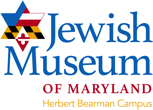 Jewish
Museum
OF MARYLAND
Herbert Bearman Campus